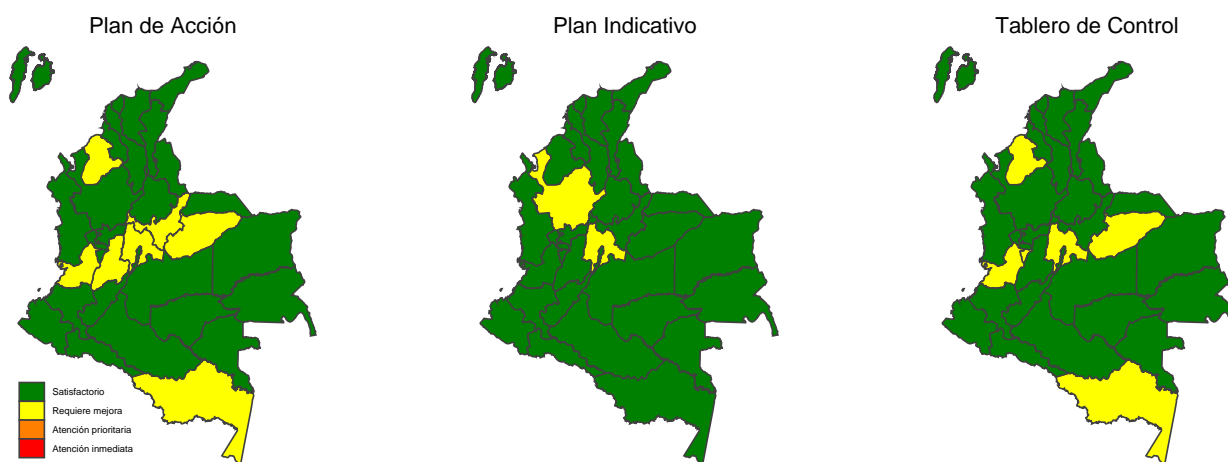 Plan de Acción
Plan Indicativo
Tablero de Control
Satisfactorio
Requiere mejora
Atención prioritaria
Atención inmediata